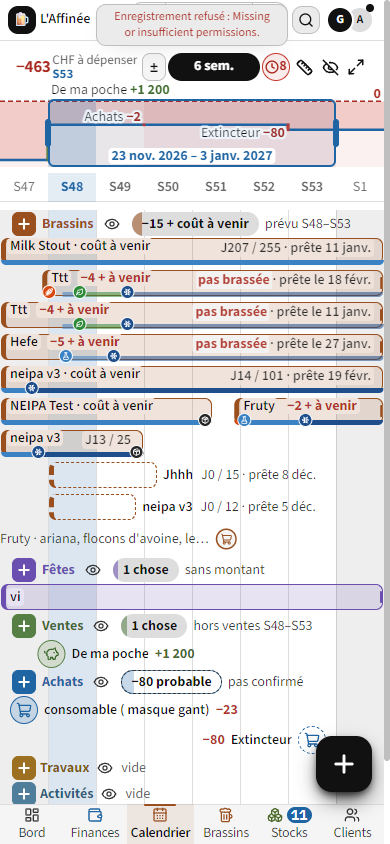 L'Affinée
Enregistrement refusé : Missing
or insufficient permissions.
G
A
−463
CHF à dépenser
S53
±
6 sem.
8
De ma poche +1 200
0
Achats −2
Extincteur −80
23 nov. 2026 – 3 janv. 2027
S47 S48 S49 S50 S51 S52 S53 S1
Brassins −15 + coût à venir prévu S48–S53
Milk Stout · coût à venir J207 / 255 · prête 11 janv.
Ttt −4 + à venir pas brassée · prête le 18 févr.
Ttt −4 + à venir pas brassée · prête le 11 janv.
Hefe −5 + à venir pas brassée · prête le 27 janv.
neipa v3 · coût à venir J14 / 101 · prête 19 févr.
NEIPA Test · coût à venir Fruty −2 + à venir
neipa v3 J13 / 25
Jhhh J0 / 15 · prête 8 déc.
neipa v3 J0 / 12 · prête 5 déc.
Fruty · ariana, flocons d'avoine, le…
Fêtes 1 chose sans montant
vi
Ventes 1 chose hors ventes S48–S53
De ma poche +1 200
Achats −80 probable pas confirmé
consomable ( masque gant) −23
−80 Extincteur
Travaux vide
Activités vide
11
Bord Finances Calendrier Brassins Stocks Clients